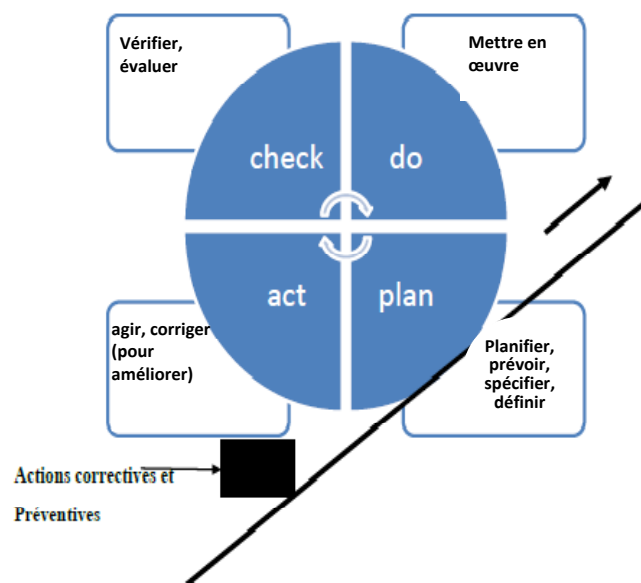 Vérifier,
évaluer
Mettre en
œuvre
check
do
act
plan
agir, corriger
(pour
améliorer)
Planifier,
prévoir,
spécifier,
définir
Actions correctives et
Préventives